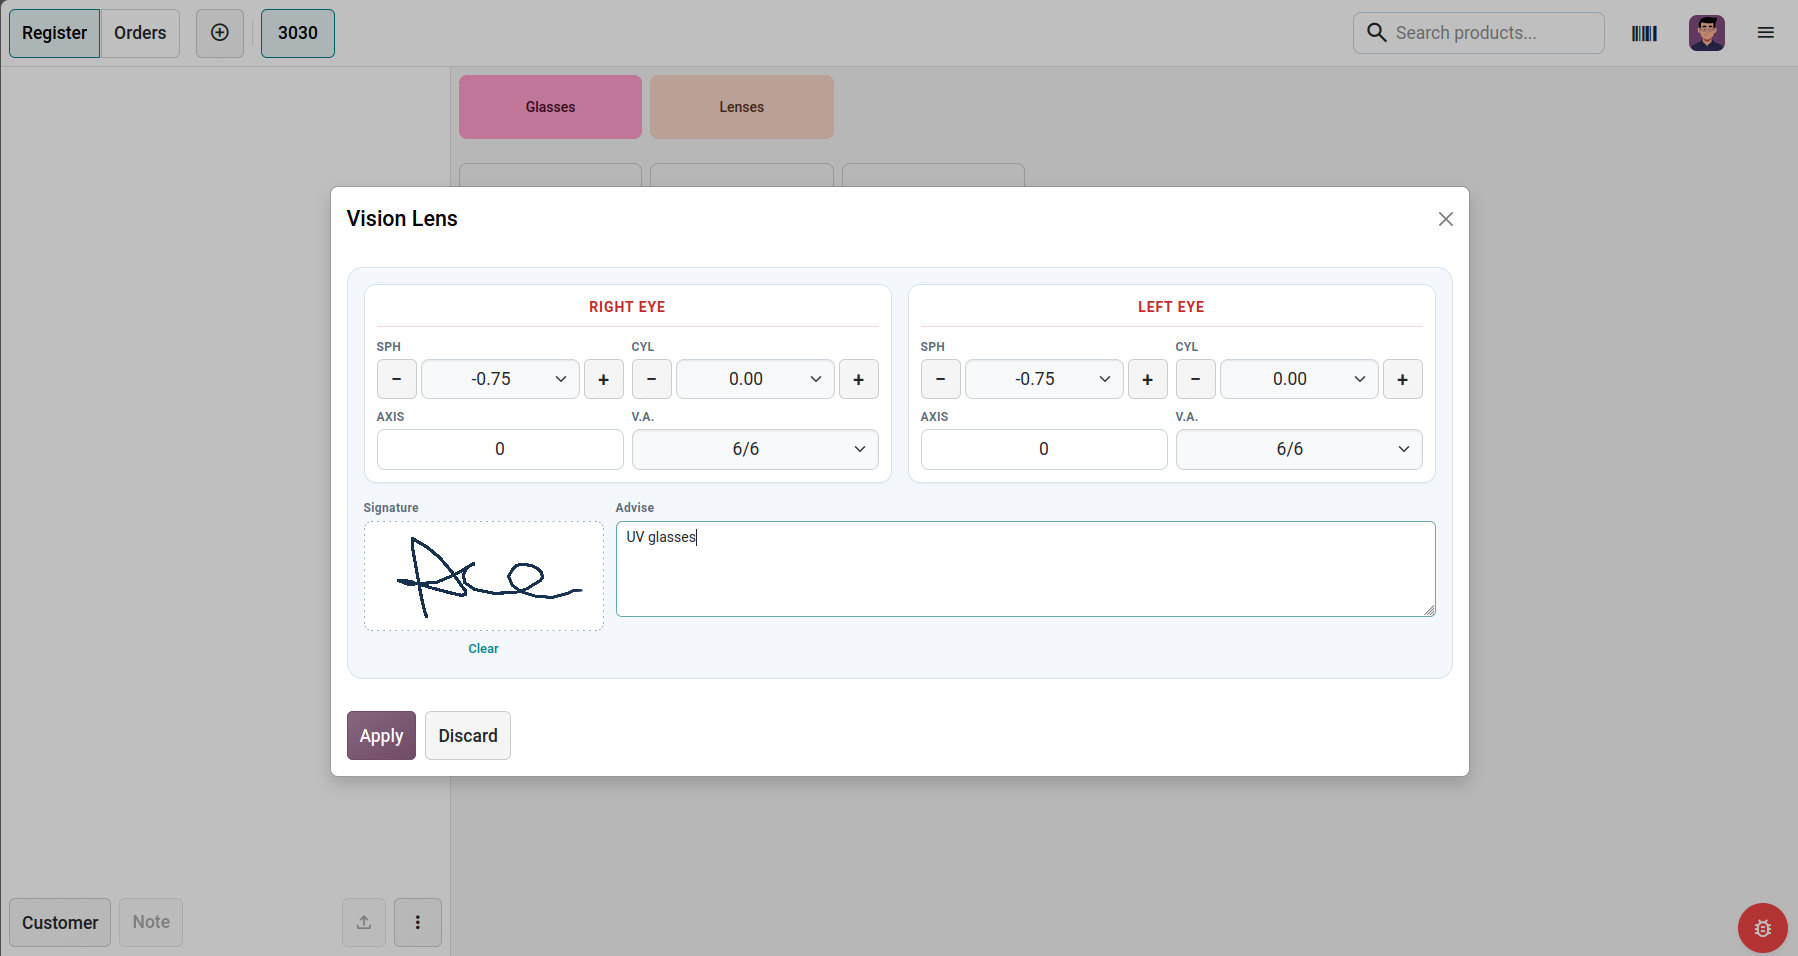 Register
Orders
3030
Search products...
Glasses
Lenses
Vision Lens
RIGHT EYE
SPH
CYL
−
-0.75
+
−
0.00
+
AXIS
V.A.
0
6/6
LEFT EYE
SPH
CYL
−
-0.75
+
−
0.00
+
AXIS
V.A.
0
6/6
Signature
Clear
Advise
UV glasses
Apply
Discard
Customer
Note